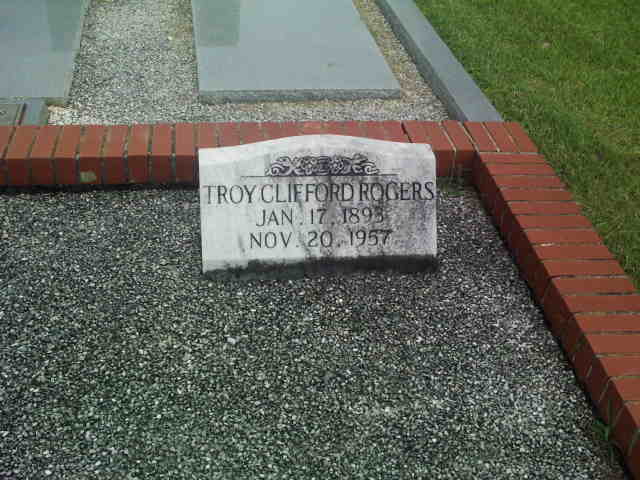 TROY CLIFFORD ROGERS
JAN. 17. 1893
NOV. 20. 1957